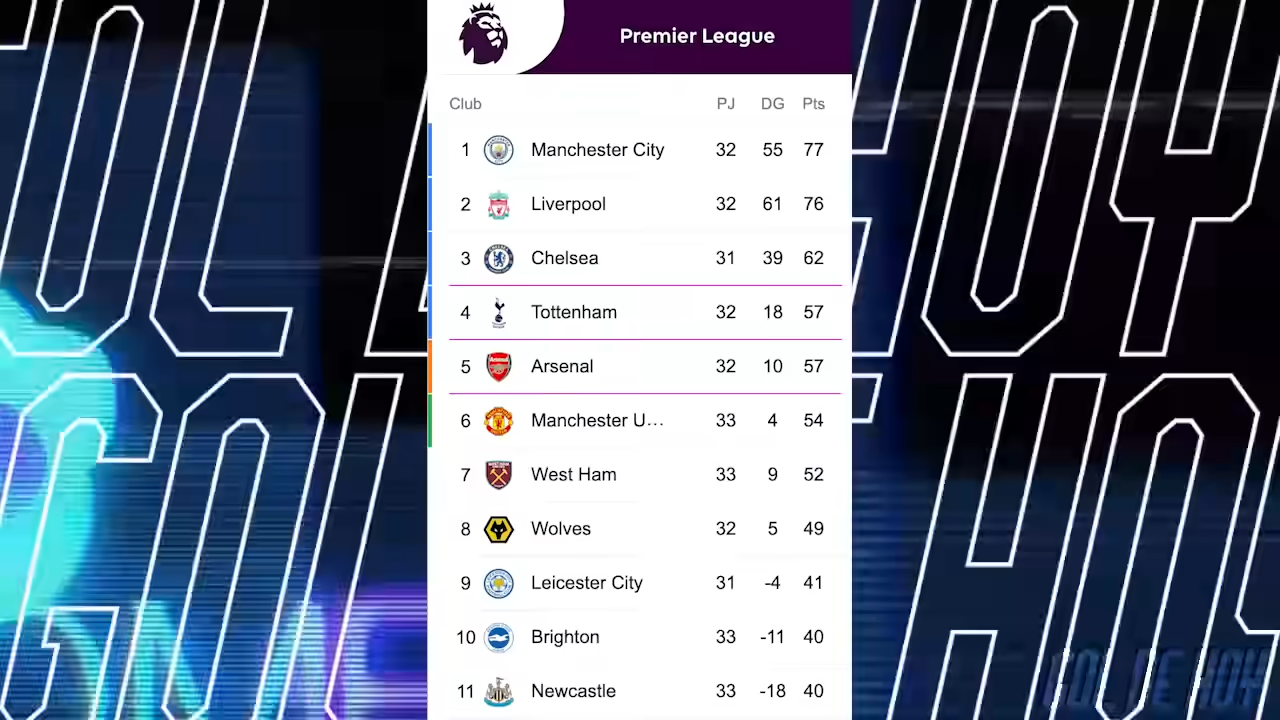 Premier League
Club PJ DG Pts
1 Manchester City 32 55 77
2 Liverpool 32 61 76
3 Chelsea 31 39 62
4 Tottenham 32 18 57
5 Arsenal 32 10 57
6 Manchester U... 33 4 54
7 West Ham 33 9 52
8 Wolves 32 5 49
9 Leicester City 31 -4 41
10 Brighton 33 -11 40
11 Newcastle 33 -18 40